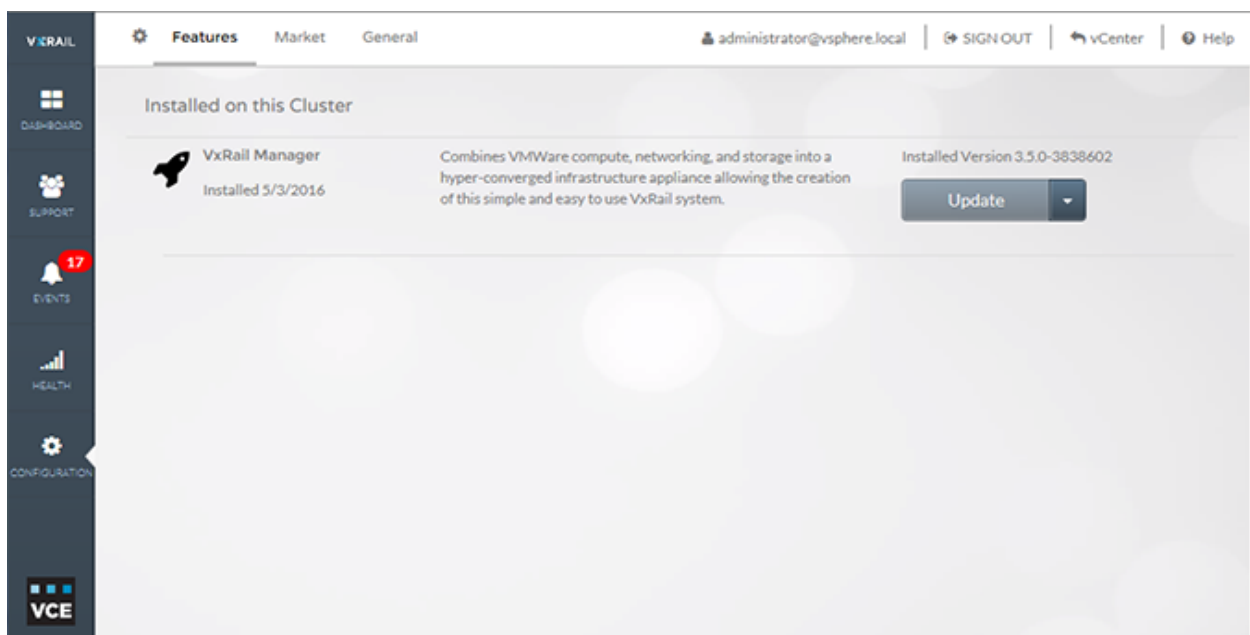 VXRAIL
Features Market General administrator@vsphere.local SIGN OUT vCenter Help
DASHBOARD
SUPPORT
17
EVENTS
HEALTH
CONFIGURATION
VCE
Installed on this Cluster
VxRail Manager
Installed 5/3/2016
Combines VMWare compute, networking, and storage into a
hyper-converged infrastructure appliance allowing the creation
of this simple and easy to use VxRail system.
Installed Version 3.5.0-3838602
Update